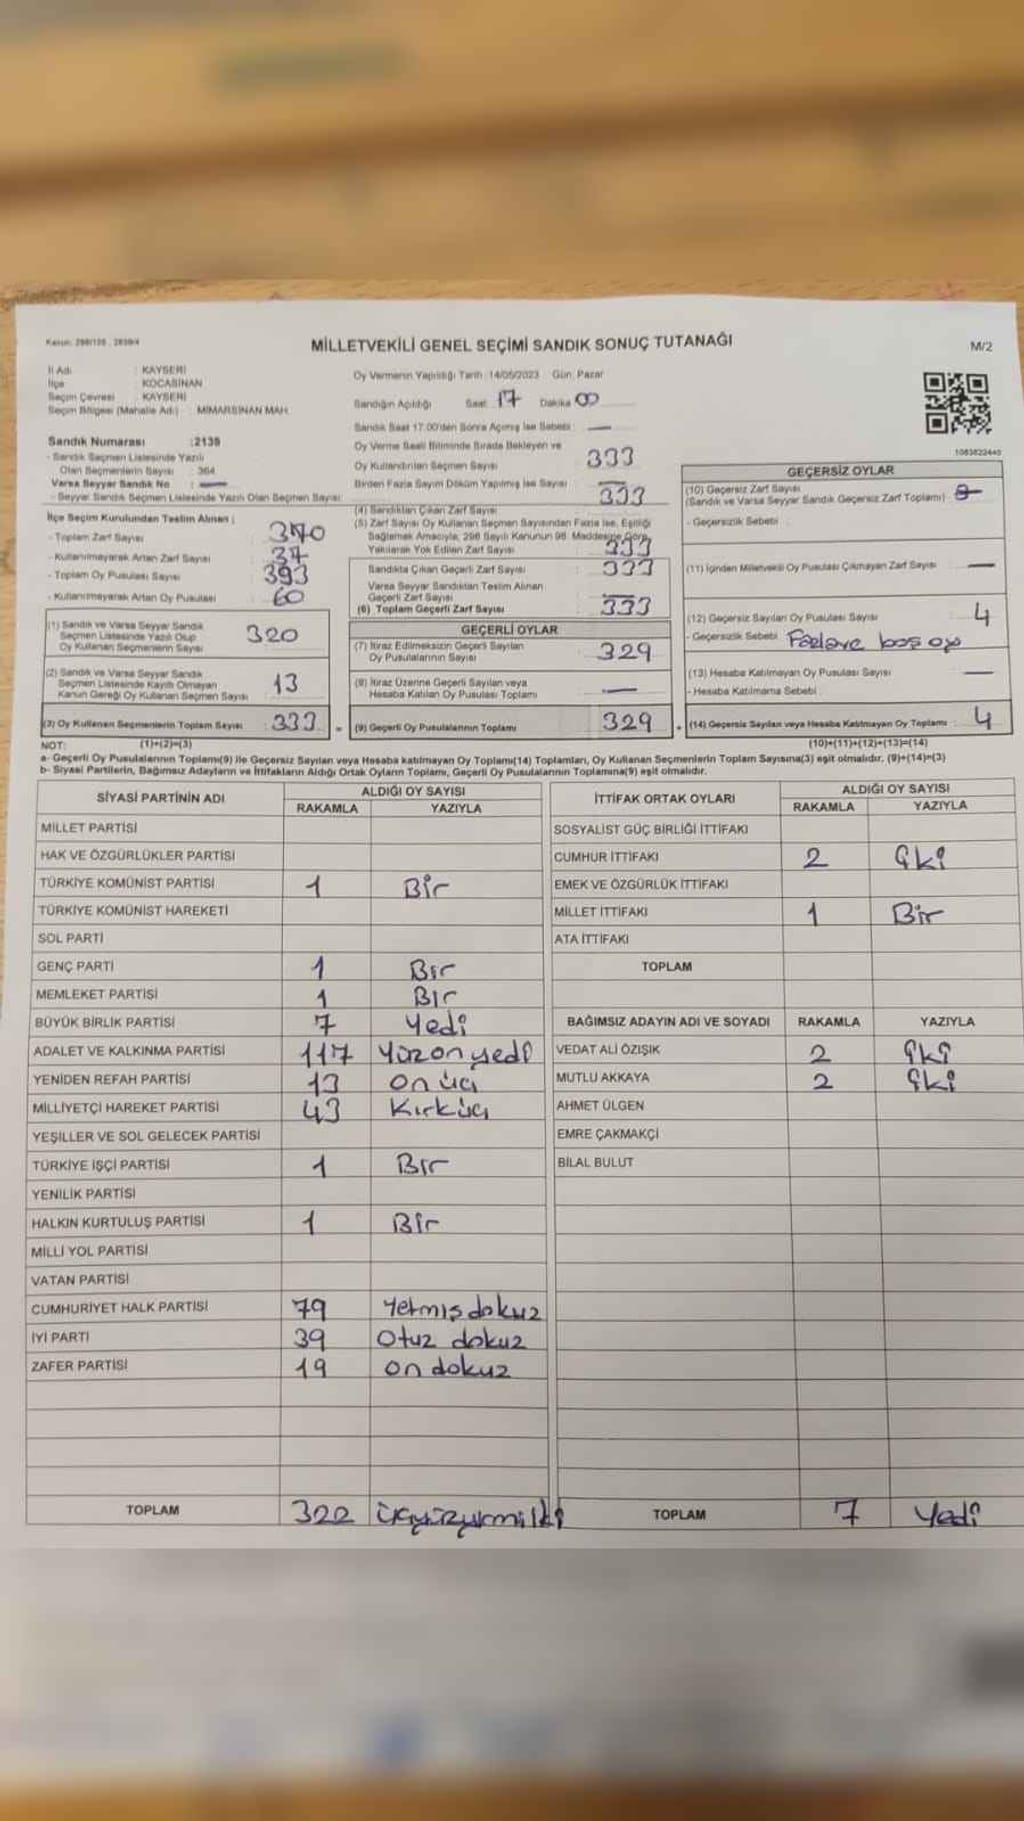 Kanun: 298/105 , 2839/4
MİLLETVEKİLİ GENEL SEÇİMİ SANDIK SONUÇ TUTANAĞI
M/2
İl Adı : KAYSERİ
İlçe : KOCASİNAN
Seçim Çevresi : KAYSERİ
Seçim Bölgesi (Mahalle Adı) : MİMARSİNAN MAH.
Oy Vermenin Yapıldığı Tarih : 14/05/2023 Gün: Pazar
Sandığın Açıldığı Saat: 17 Dakika 00
Sandık Saat 17.00'den Sonra Açılmış İse Sebebi : —
Sandık Numarası : 2139
- Sandık Seçmen Listesinde Yazılı
Olan Seçmenlerin Sayısı : 364
Varsa Seyyar Sandık No : —
- Seyyar Sandık Seçmen Listesinde Yazılı Olan Seçmen Sayısı:
Oy Verme Saati Bitiminde Sırada Bekleyen ve
Oy Kullandırılan Seçmen Sayısı 333
Birden Fazla Sayım Döküm Yapılmış İse Sayısı : —
1083822440
İlçe Seçim Kurulundan Teslim Alınan :
- Toplam Zarf Sayısı : 370
- Kullanılmayarak Artan Zarf Sayısı : 37
- Toplam Oy Pusulası Sayısı : 393
- Kullanılmayarak Artan Oy Pusulası : 60
(1) Sandık ve Varsa Seyyar Sandık
Seçmen Listesinde Yazılı Olup
Oy Kullanan Seçmenlerin Sayısı 320
(2) Sandık ve Varsa Seyyar Sandık
Seçmen Listesinde Kayıtlı Olmayan
Kanun Gereği Oy Kullanan Seçmen Sayısı 13
(3) Oy Kullanan Seçmenlerin Toplam Sayısı : 333 =
(4) Sandıktan Çıkan Zarf Sayısı : 333
(5) Zarf Sayısı Oy Kullanan Seçmen Sayısından Fazla İse, Eşitliği
Sağlamak Amacıyla, 298 Sayılı Kanunun 98. Maddesine Göre
Yakılarak Yok Edilen Zarf Sayısı : 333
Sandıkta Çıkan Geçerli Zarf Sayısı : 333
Varsa Seyyar Sandıktan Teslim Alınan
Geçerli Zarf Sayısı : —
(6) Toplam Geçerli Zarf Sayısı : 333
GEÇERLİ OYLAR
(7) İtiraz Edilmeksizin Geçerli Sayılan
Oy Pusulalarının Sayısı : 329
(8) İtiraz Üzerine Geçerli Sayılan veya
Hesaba Katılan Oy Pusulası Toplamı : —
(9) Geçerli Oy Pusulalarının Toplamı : 329 +
GEÇERSİZ OYLAR
(10) Geçersiz Zarf Sayısı
(Sandık ve Varsa Seyyar Sandık Geçersiz Zarf Toplamı)
- Geçersizlik Sebebi :
(11) İçinden Milletvekili Oy Pusulası Çıkmayan Zarf Sayısı : —
(12) Geçersiz Sayılan Oy Pusulası Sayısı : 4
- Geçersizlik Sebebi : Fazlave boş oy
(13) Hesaba Katılmayan Oy Pusulası Sayısı : —
- Hesaba Katılmama Sebebi :
(14) Geçersiz Sayılan veya Hesaba Katılmayan Oy Toplamı : 4
NOT: (1)+(2)=(3)
(10)+(11)+(12)+(13)=(14)
a- Geçerli Oy Pusulalarının Toplamı(9) ile Geçersiz Sayılan veya Hesaba katılmayan Oy Toplamı(14) Toplamları, Oy Kullanan Seçmenlerin Toplam Sayısına(3) eşit olmalıdır. (9)+(14)=(3)
b- Siyasi Partilerin, Bağımsız Adayların ve İttifakların Aldığı Ortak Oyların Toplamı, Geçerli Oy Pusulalarının Toplamına(9) eşit olmalıdır.
SİYASİ PARTİNİN ADI ALDIĞI OY SAYISI
RAKAMLA YAZIYLA
MİLLET PARTİSİ
HAK VE ÖZGÜRLÜKLER PARTİSİ
TÜRKİYE KOMÜNİST PARTİSİ 1 Bir
TÜRKİYE KOMÜNİST HAREKETİ
SOL PARTİ
GENÇ PARTİ 1 Bir
MEMLEKET PARTİSİ 1 Bir
BÜYÜK BİRLİK PARTİSİ 7 Yedi
ADALET VE KALKINMA PARTİSİ 117 Yüzonyedi
YENİDEN REFAH PARTİSİ 13 on üç
MİLLİYETÇİ HAREKET PARTİSİ 43 Kırküç
YEŞİLLER VE SOL GELECEK PARTİSİ
TÜRKİYE İŞÇİ PARTİSİ 1 Bir
YENİLİK PARTİSİ
HALKIN KURTULUŞ PARTİSİ 1 Bir
MİLLİ YOL PARTİSİ
VATAN PARTİSİ
CUMHURİYET HALK PARTİSİ 79 Yetmiş dokuz
İYİ PARTİ 39 Otuz dokuz
ZAFER PARTİSİ 19 on dokuz
TOPLAM 322
İTTİFAK ORTAK OYLARI ALDIĞI OY SAYISI
RAKAMLA YAZIYLA
SOSYALİST GÜÇ BİRLİĞİ İTTİFAKI
CUMHUR İTTİFAKI 2 İki
EMEK VE ÖZGÜRLÜK İTTİFAKI
MİLLET İTTİFAKI 1 Bir
ATA İTTİFAKI
TOPLAM
BAĞIMSIZ ADAYIN ADI VE SOYADI RAKAMLA YAZIYLA
VEDAT ALİ ÖZIŞIK 2 İki
MUTLU AKKAYA 2 İki
AHMET ÜLGEN
EMRE ÇAKMAKÇİ
BİLAL BULUT
TOPLAM 7 Yedi